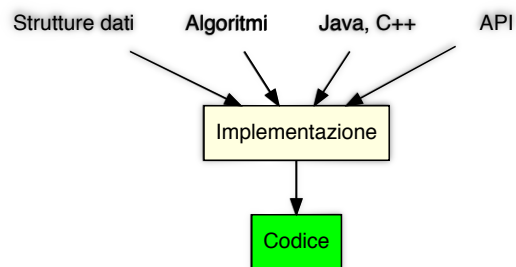 Strutture dati Algoritmi Java, C++ API
Implementazione
Codice